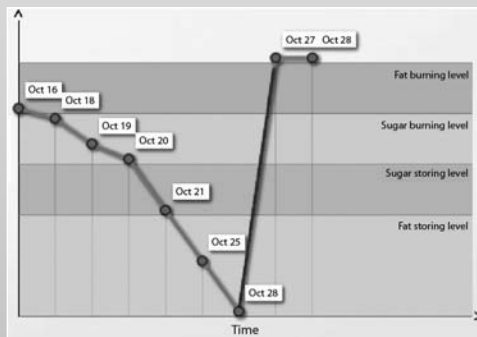 Oct 27 Oct 28
Fat burning level
Oct 16
Oct 18
Sugar burning level
Oct 19
Oct 20
Sugar storing level
Oct 21
Fat storing level
Oct 25
Oct 28
Time